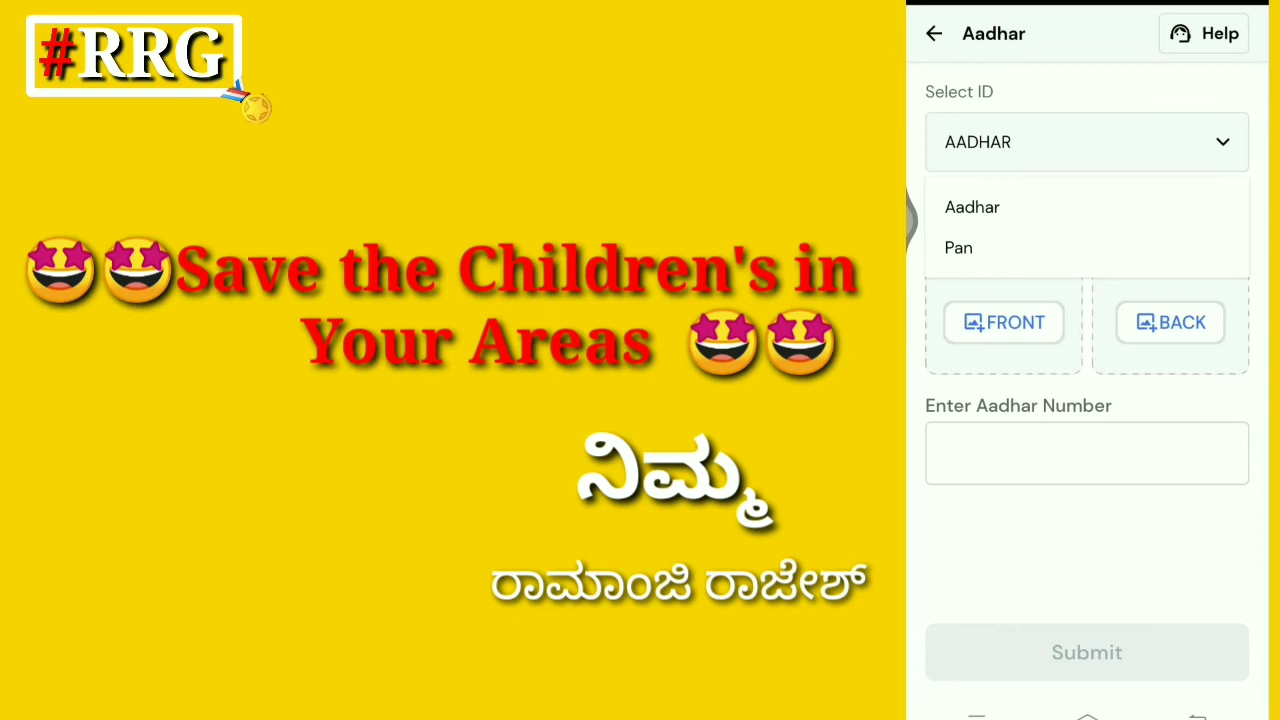 #RRG
Save the Children's in
Your Areas
ನಿಮ್ಮ
ರಾಮಾಂಜಿ ರಾಜೇಶ್
Aadhar
Help
Select ID
AADHAR
Aadhar
Pan
FRONT
BACK
Enter Aadhar Number
Submit